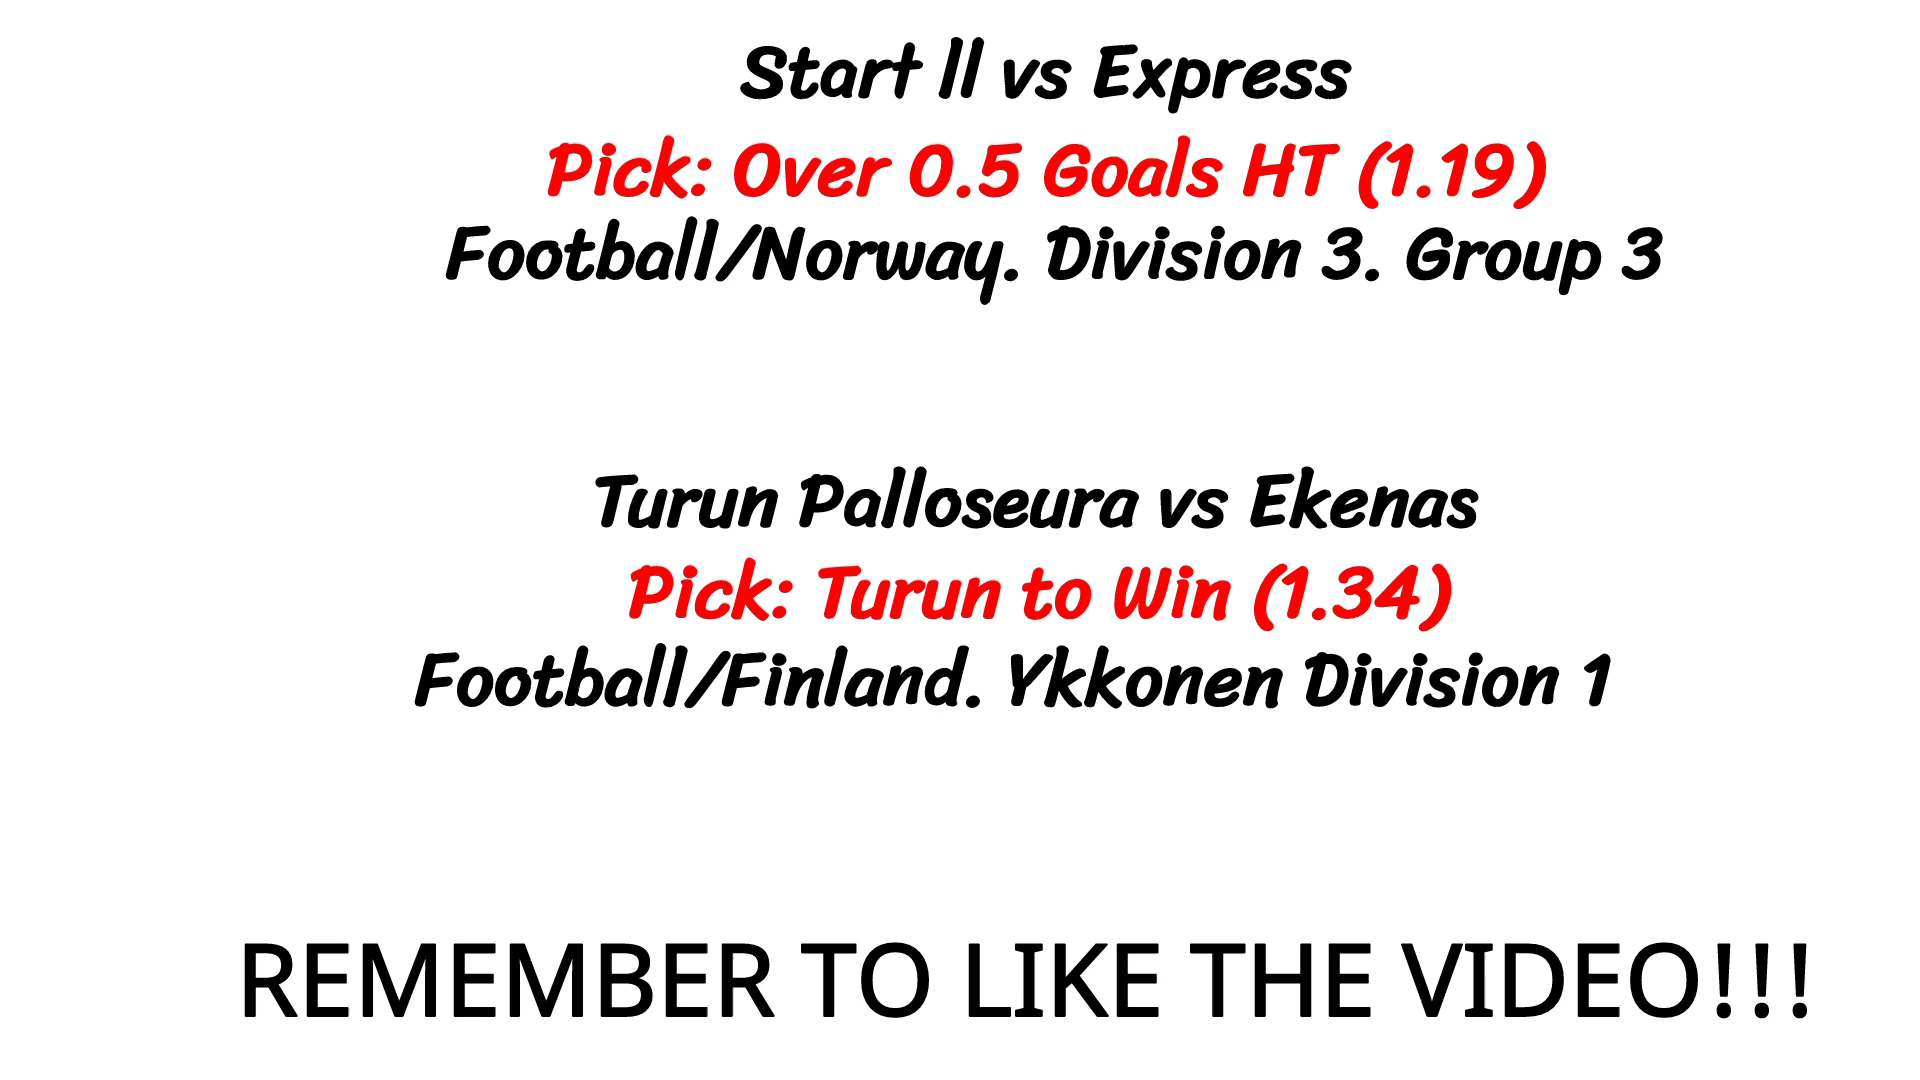 Start ll vs Express
Pick: Over 0.5 Goals HT (1.19)
Football/Norway. Division 3. Group 3
Turun Palloseura vs Ekenas
Pick: Turun to Win (1.34)
Football/Finland. Ykkonen Division 1
REMEMBER TO LIKE THE VIDEO!!!